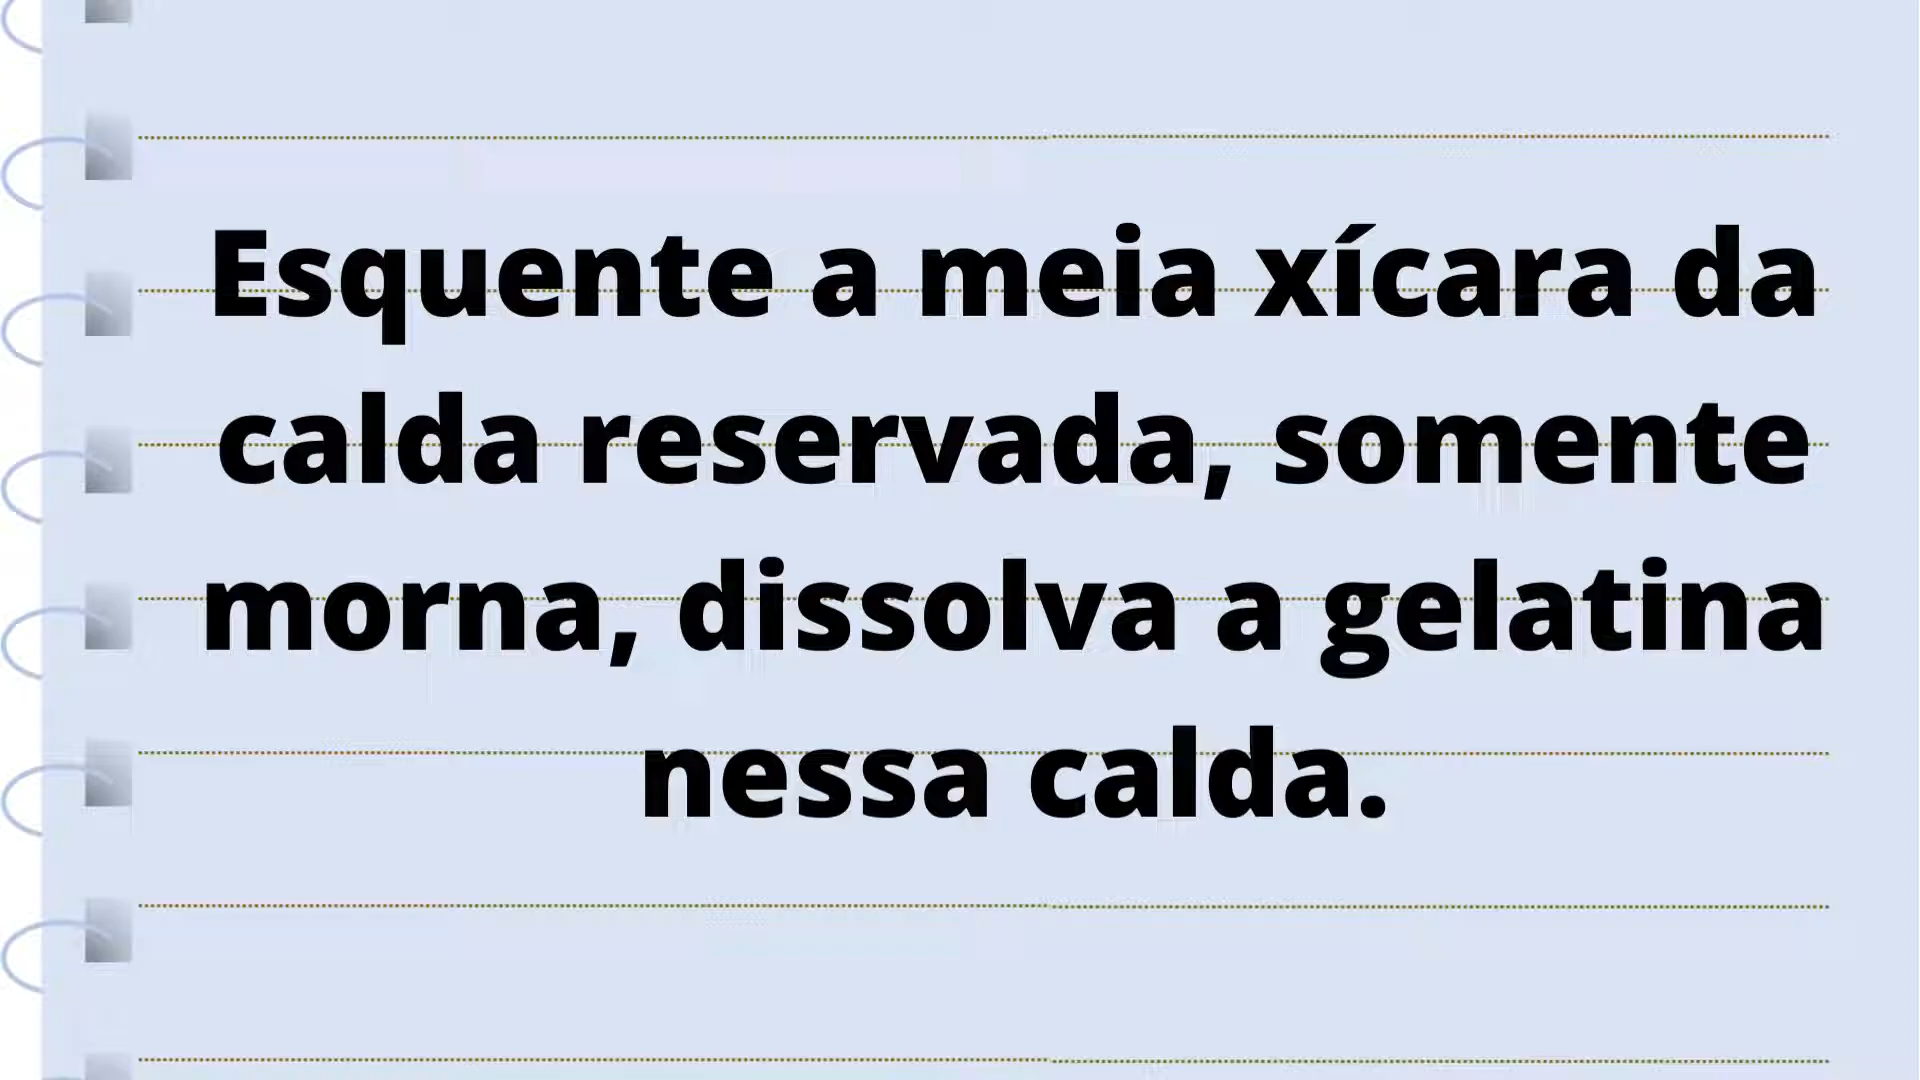 Esquente a meia xícara da
calda reservada, somente
morna, dissolva a gelatina
nessa calda.